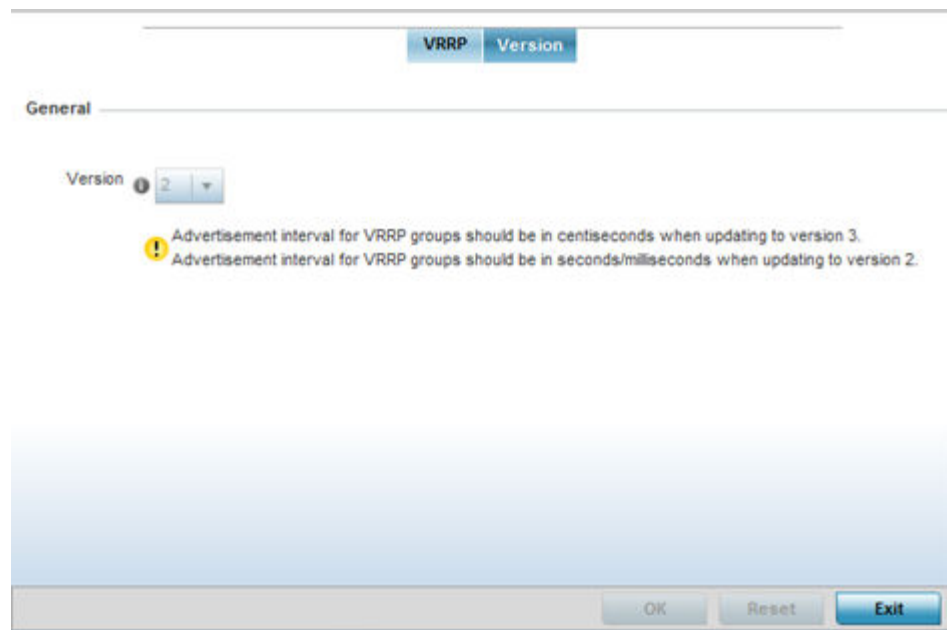 VRRP Version
General
Version 2
Advertisement interval for VRRP groups should be in centiseconds when updating to version 3.
Advertisement interval for VRRP groups should be in seconds/milliseconds when updating to version 2.
OK Reset Exit